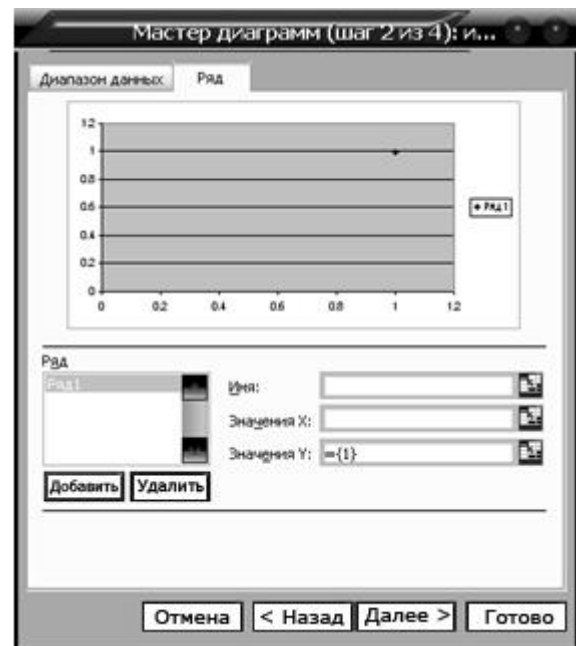 Мастер диаграмм (шаг 2 из 4): и...
Диапазон данных
Ряд
1.2
1
0.8
0.6
0.4
0.2
0
0 0.2 0.4 0.6 0.8 1 1.2
Ряд1
Ряд
Ряд1
Имя:
Значения X:
Значения Y: ={1}
Добавить Удалить
Отмена < Назад Далее > Готово